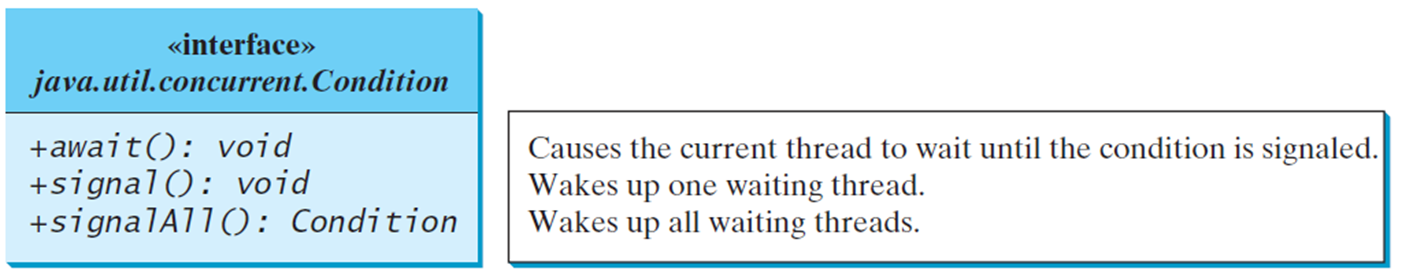 «interface»
java.util.concurrent.Condition
+await(): void
+signal(): void
+signalAll(): Condition
Causes the current thread to wait until the condition is signaled.
Wakes up one waiting thread.
Wakes up all waiting threads.